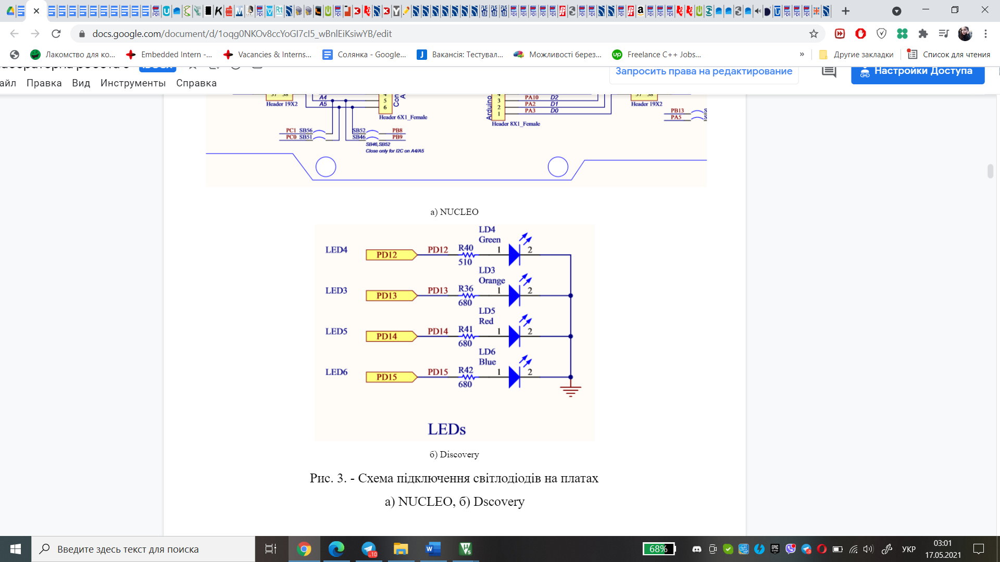 docs.google.com/document/d/1oqg0NKOv8ccYoGI7cI5_wBnlEiKsiwYB/edit
Лакомство для ко...
Embedded Intern -...
Vacancies & Interns...
Солянка - Google...
Вакансія: Тестувал...
Можливості берез...
Freelance C++ Jobs...
»
Другие закладки
Список для чтения
Запросить права на редактирование
Настройки Доступа
айл Правка Вид Инструменты Справка
A4
A5
Header 19X2
5
6
Header 6X1_Female
PC1 SB56
PC0 SB51
SB52 PB8
SB46 PB9
SB46,SB52
Close only for I2C on A4/A5
Arduino
3
2
1
PA10 D2
PA2 D1
PA3 D0
Header 8X1_Female
Header 19X2
PB13
PA5
а) NUCLEO
LED4 PD12 PD12 R40 510 LD4 Green 1 2
LED3 PD13 PD13 R36 680 LD3 Orange 1 2
LED5 PD14 PD14 R41 680 LD5 Red 1 2
LED6 PD15 PD15 R42 680 LD6 Blue 1 2
LEDs
б) Discovery
Рис. 3. - Схема підключення світлодіодів на платах
а) NUCLEO, б) Dscovery
Введите здесь текст для поиска
68%
УКР
03:01
17.05.2021